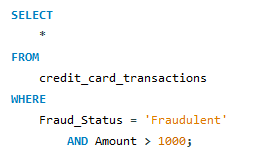 SELECT
*
FROM
credit_card_transactions
WHERE
Fraud_Status = 'Fraudulent'
AND Amount > 1000;